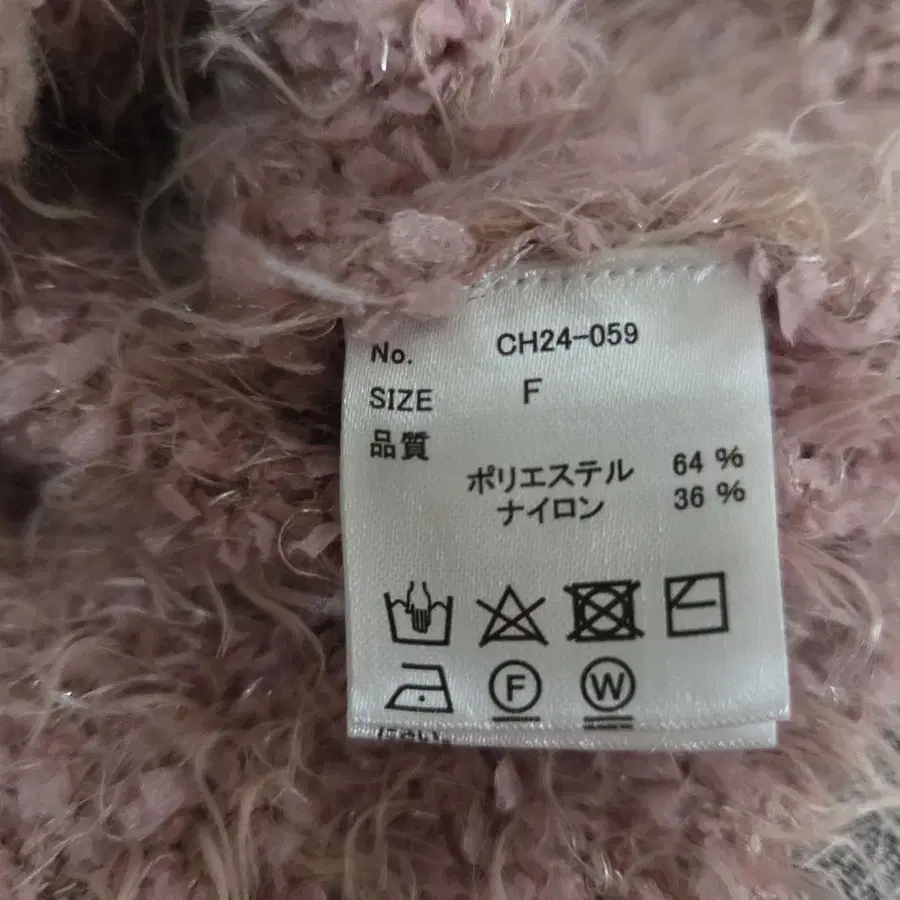 No. CH24-059
SIZE F
品質
ポリエステル 64 %
ナイロン 36 %
F W